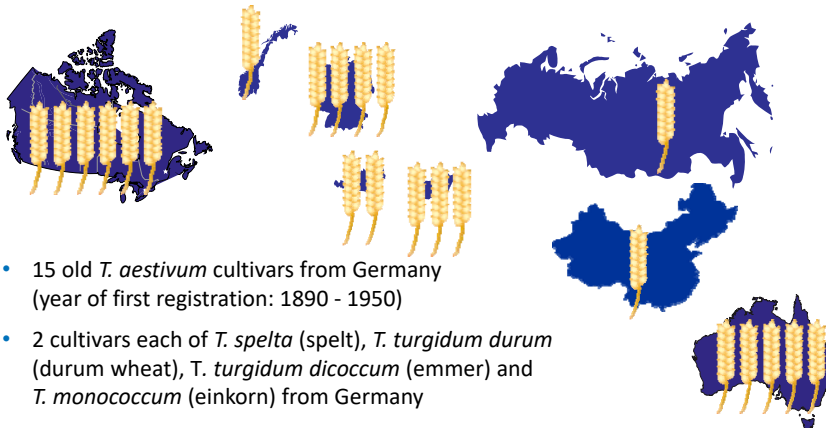 • 15 old T. aestivum cultivars from Germany
(year of first registration: 1890 - 1950)
• 2 cultivars each of T. spelta (spelt), T. turgidum durum
(durum wheat), T. turgidum dicoccum (emmer) and
T. monococcum (einkorn) from Germany